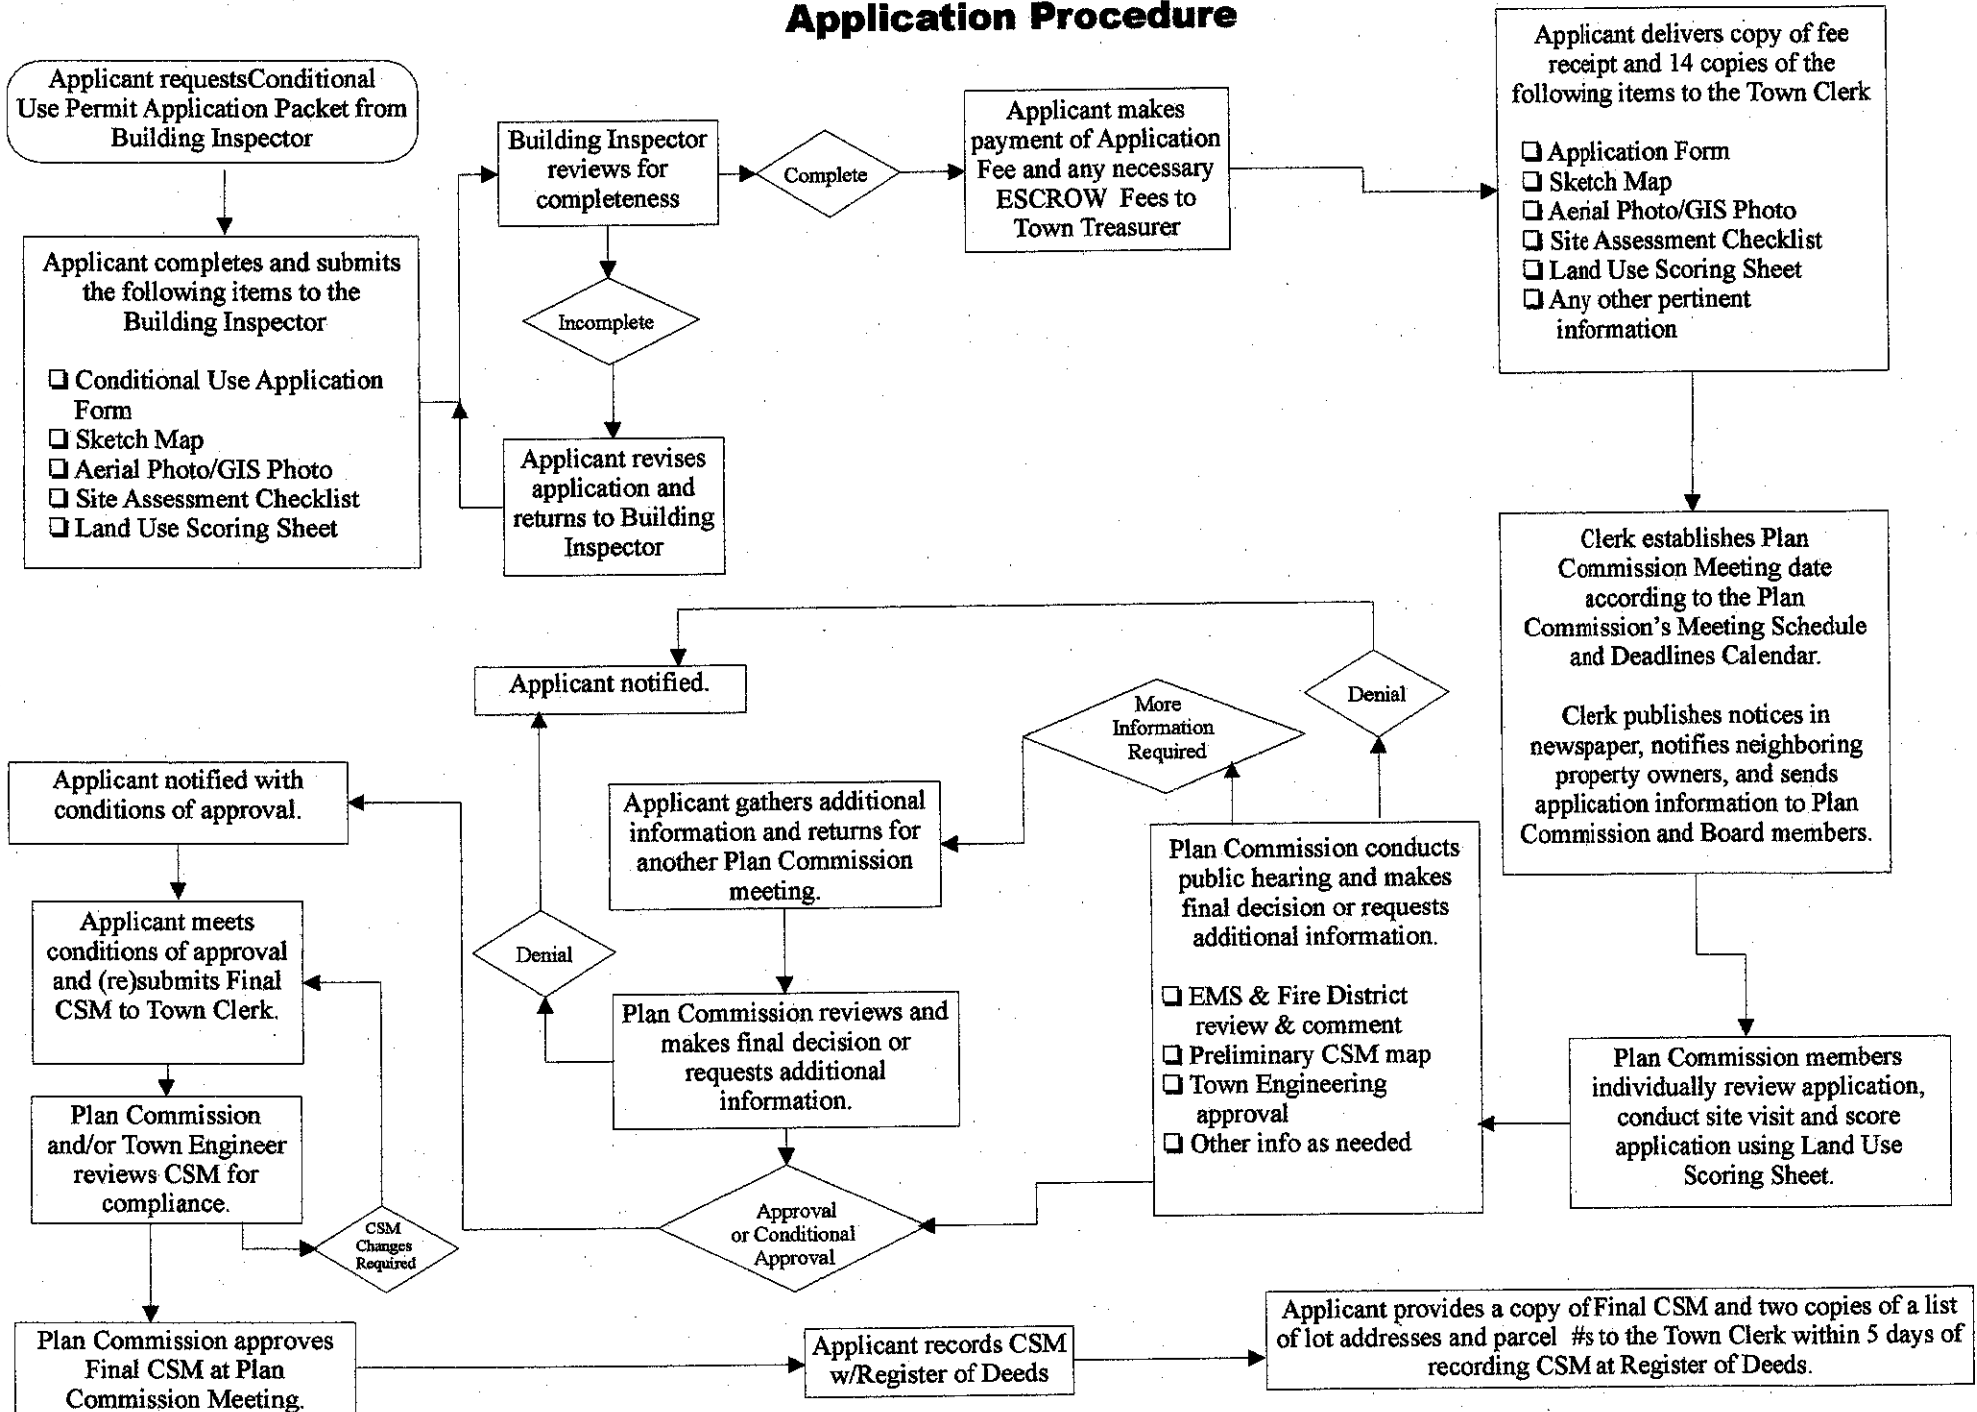 Application Procedure
Applicant requestsConditional
Use Permit Application Packet from
Building Inspector
Applicant completes and submits
the following items to the
Building Inspector
❑ Conditional Use Application
Form
❑ Sketch Map
❑ Aerial Photo/GIS Photo
❑ Site Assessment Checklist
❑ Land Use Scoring Sheet
Building Inspector
reviews for
completeness
Complete
Incomplete
Applicant revises
application and
returns to Building
Inspector
Applicant makes
payment of Application
Fee and any necessary
ESCROW Fees to
Town Treasurer
Applicant delivers copy of fee
receipt and 14 copies of the
following items to the Town Clerk
❑ Application Form
❑ Sketch Map
❑ Aerial Photo/GIS Photo
❑ Site Assessment Checklist
❑ Land Use Scoring Sheet
❑ Any other pertinent
information
Clerk establishes Plan
Commission Meeting date
according to the Plan
Commission's Meeting Schedule
and Deadlines Calendar.
Clerk publishes notices in
newspaper, notifies neighboring
property owners, and sends
application information to Plan
Commission and Board members.
Plan Commission members
individually review application,
conduct site visit and score
application using Land Use
Scoring Sheet.
Plan Commission conducts
public hearing and makes
final decision or requests
additional information.
❑ EMS & Fire District
review & comment
❑ Preliminary CSM map
❑ Town Engineering
approval
❑ Other info as needed
Denial
More
Information
Required
Applicant notified.
Applicant gathers additional
information and returns for
another Plan Commission
meeting.
Denial
Plan Commission reviews and
makes final decision or
requests additional
information.
Approval
or Conditional
Approval
Applicant notified with
conditions of approval.
Applicant meets
conditions of approval
and (re)submits Final
CSM to Town Clerk.
Plan Commission
and/or Town Engineer
reviews CSM for
compliance.
CSM
Changes
Required
Plan Commission approves
Final CSM at Plan
Commission Meeting.
Applicant records CSM
w/Register of Deeds
Applicant provides a copy of Final CSM and two copies of a list
of lot addresses and parcel #s to the Town Clerk within 5 days of
recording CSM at Register of Deeds.